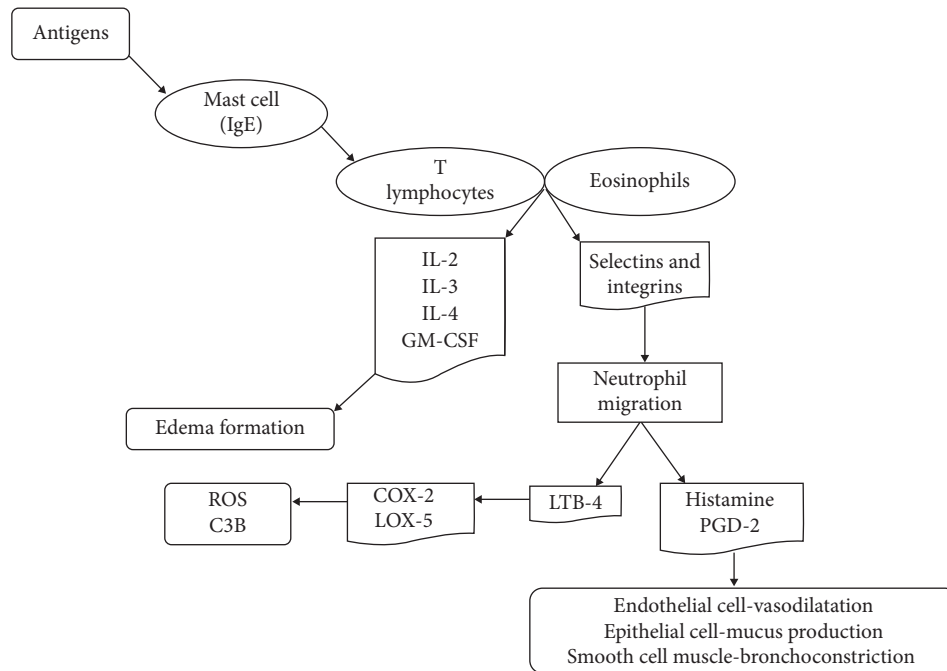 Antigens
Mast cell
(IgE)
T
lymphocytes
Eosinophils
IL-2
IL-3
IL-4
GM-CSF
Selectins and
integrins
Neutrophil
migration
Edema formation
ROS
C3B
COX-2
LOX-5
LTB-4
Histamine
PGD-2
Endothelial cell-vasodilatation
Epithelial cell-mucus production
Smooth cell muscle-bronchoconstriction